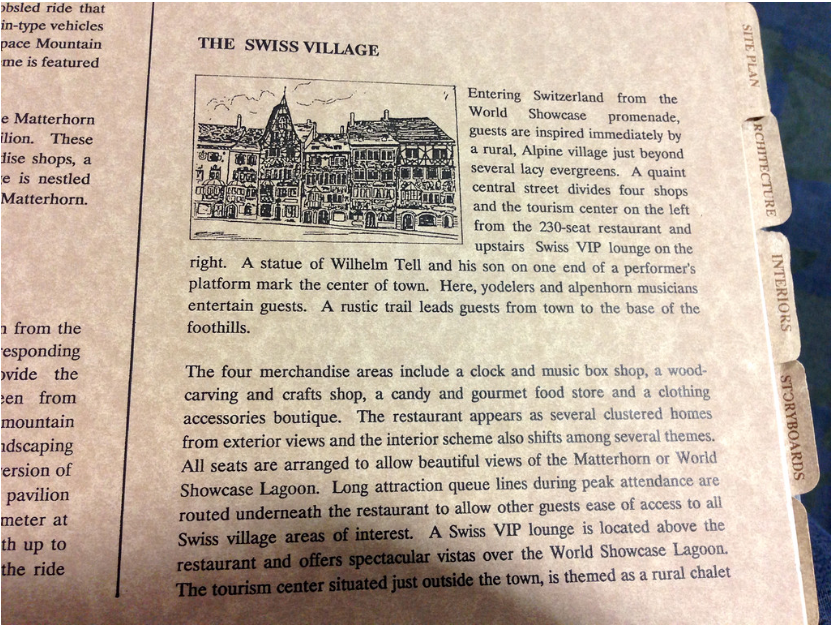 obsled ride that
in-type vehicles
pace Mountain
me is featured
e Matterhorn
ilion. These
dise shops, a
e is nestled
Matterhorn.
n from the
responding
ovide the
een from
mountain
ndscaping
ersion of
pavilion
meter at
th up to
the ride
THE SWISS VILLAGE
Entering Switzerland from the
World Showcase promenade,
guests are inspired immediately by
a rural, Alpine village just beyond
several lacy evergreens. A quaint
central street divides four shops
and the tourism center on the left
from the 230-seat restaurant and
upstairs Swiss VIP lounge on the
right. A statue of Wilhelm Tell and his son on one end of a performer's
platform mark the center of town. Here, yodelers and alpenhorn musicians
entertain guests. A rustic trail leads guests from town to the base of the
foothills.
The four merchandise areas include a clock and music box shop, a wood-
carving and crafts shop, a candy and gourmet food store and a clothing
accessories boutique. The restaurant appears as several clustered homes
from exterior views and the interior scheme also shifts among several themes.
All seats are arranged to allow beautiful views of the Matterhorn or World
Showcase Lagoon. Long attraction queue lines during peak attendance are
routed underneath the restaurant to allow other guests ease of access to all
Swiss village areas of interest. A Swiss VIP lounge is located above the
restaurant and offers spectacular vistas over the World Showcase Lagoon.
The tourism center situated just outside the town, is themed as a rural chalet
SITE PLAN
RCHITECTURE
INTERIORS
STORYBOARDS